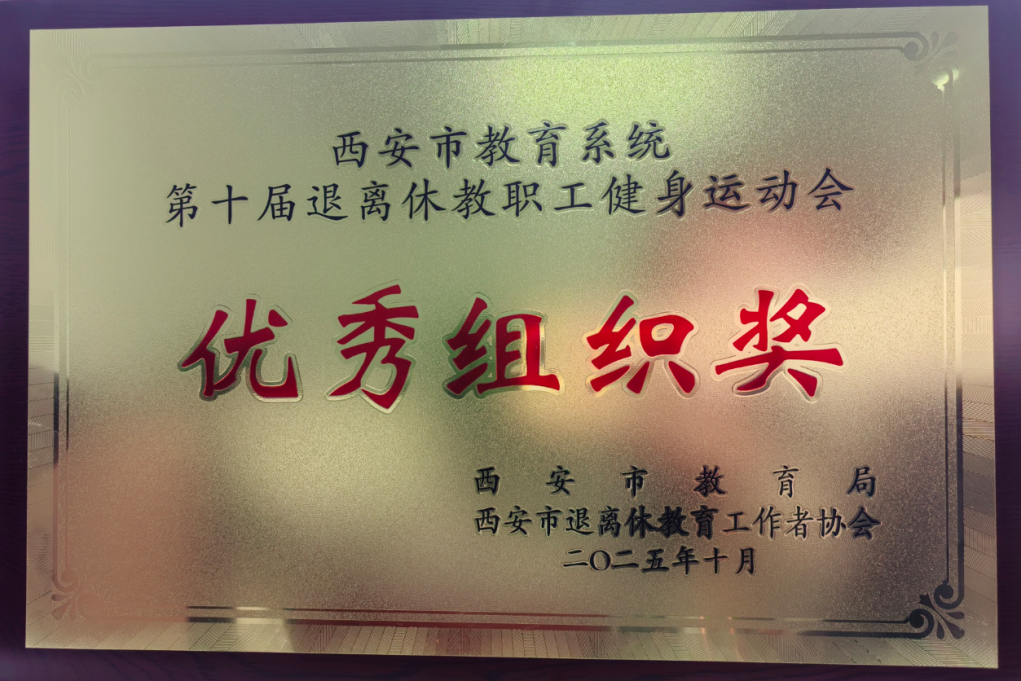 西安市教育系统
第十届退离休教职工健身运动会
优秀组织奖
西安市教育局
西安市退离休教育工作者协会
二〇二五年十月